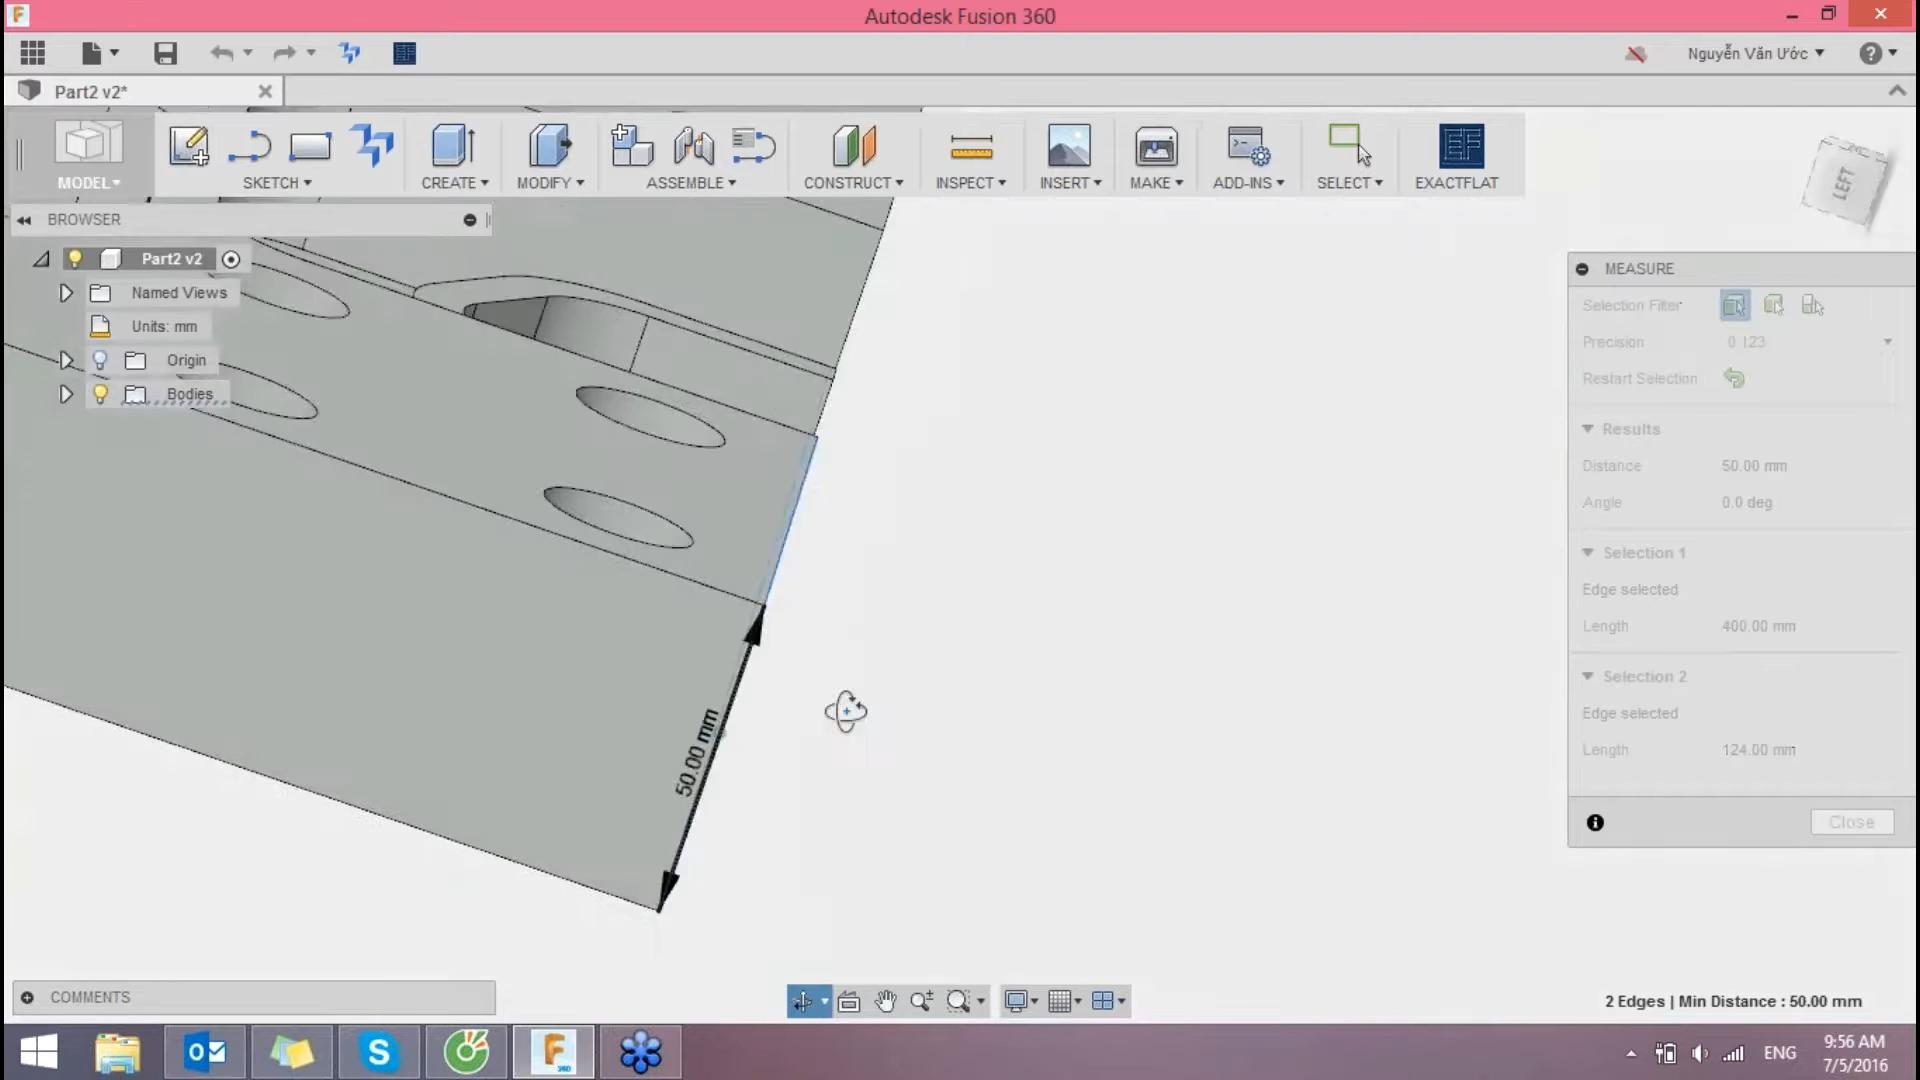 Autodesk Fusion 360
Nguyễn Văn Ước
Part2 v2*
MODEL
SKETCH
CREATE
MODIFY
ASSEMBLE
CONSTRUCT
INSPECT
INSERT
MAKE
ADD-INS
SELECT
EXACTFLAT
LEFT
BROWSER
Part2 v2
Named Views
Units: mm
Origin
Bodies
MEASURE
Selection Filter
Precision 0.123
Restart Selection
Results
Distance 50.00 mm
Angle 0.0 deg
Selection 1
Edge selected
Length 400.00 mm
Selection 2
Edge selected
Length 124.00 mm
Close
50.00 mm
COMMENTS
2 Edges | Min Distance : 50.00 mm
ENG
9:56 AM
7/5/2016